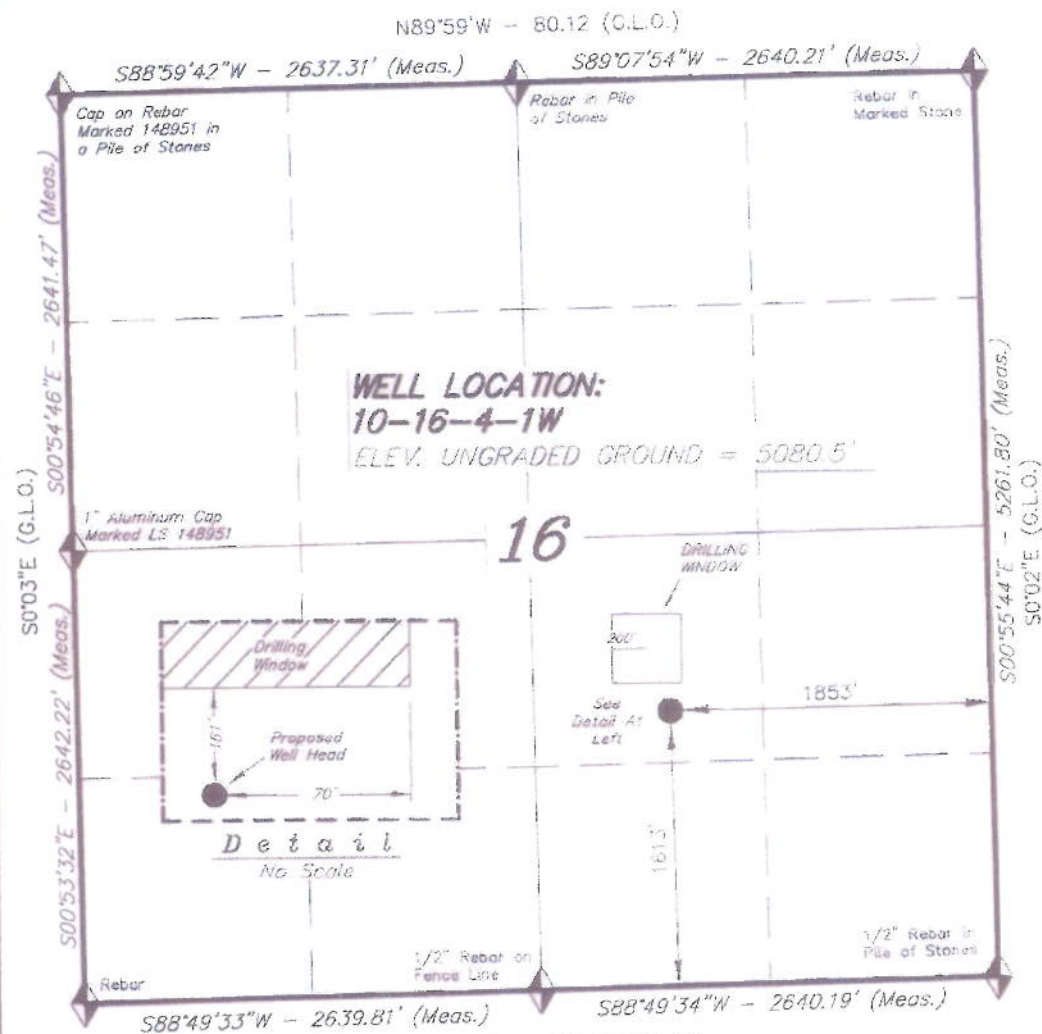 N89°59'W - 80.12 (G.L.O.)
S88°59'42"W - 2637.31' (Meas.)
S89°07'54"W - 2640.21' (Meas.)
Cap on Rebar
Marked 148951 in
a Pile of Stones
Rebar in Pile
of Stones
Rebar in
Marked Stone
S00°54'46"E - 2641.47' (Meas.)
WELL LOCATION:
10-16-4-1W
ELEV. UNGRADED GROUND = 5080.5'
S00°55'44"E - 5261.80' (Meas.)
S0°02"E (G.L.O.)
S0°03"E (G.L.O.)
1" Aluminum Cap
Marked LS 148951
16
DRILLING
WINDOW
200'
Drilling
Window
See
Detail At
Left
1853'
161'
Proposed
Well Head
70'
Detail
No Scale
S00°53'32"E - 2642.22' (Meas.)
1613'
Rebar
1/2" Rebar on
Fence Line
1/2" Rebar in
Pile of Stones
S88°49'33"W - 2639.81' (Meas.)
S88°49'34"W - 2640.19' (Meas.)